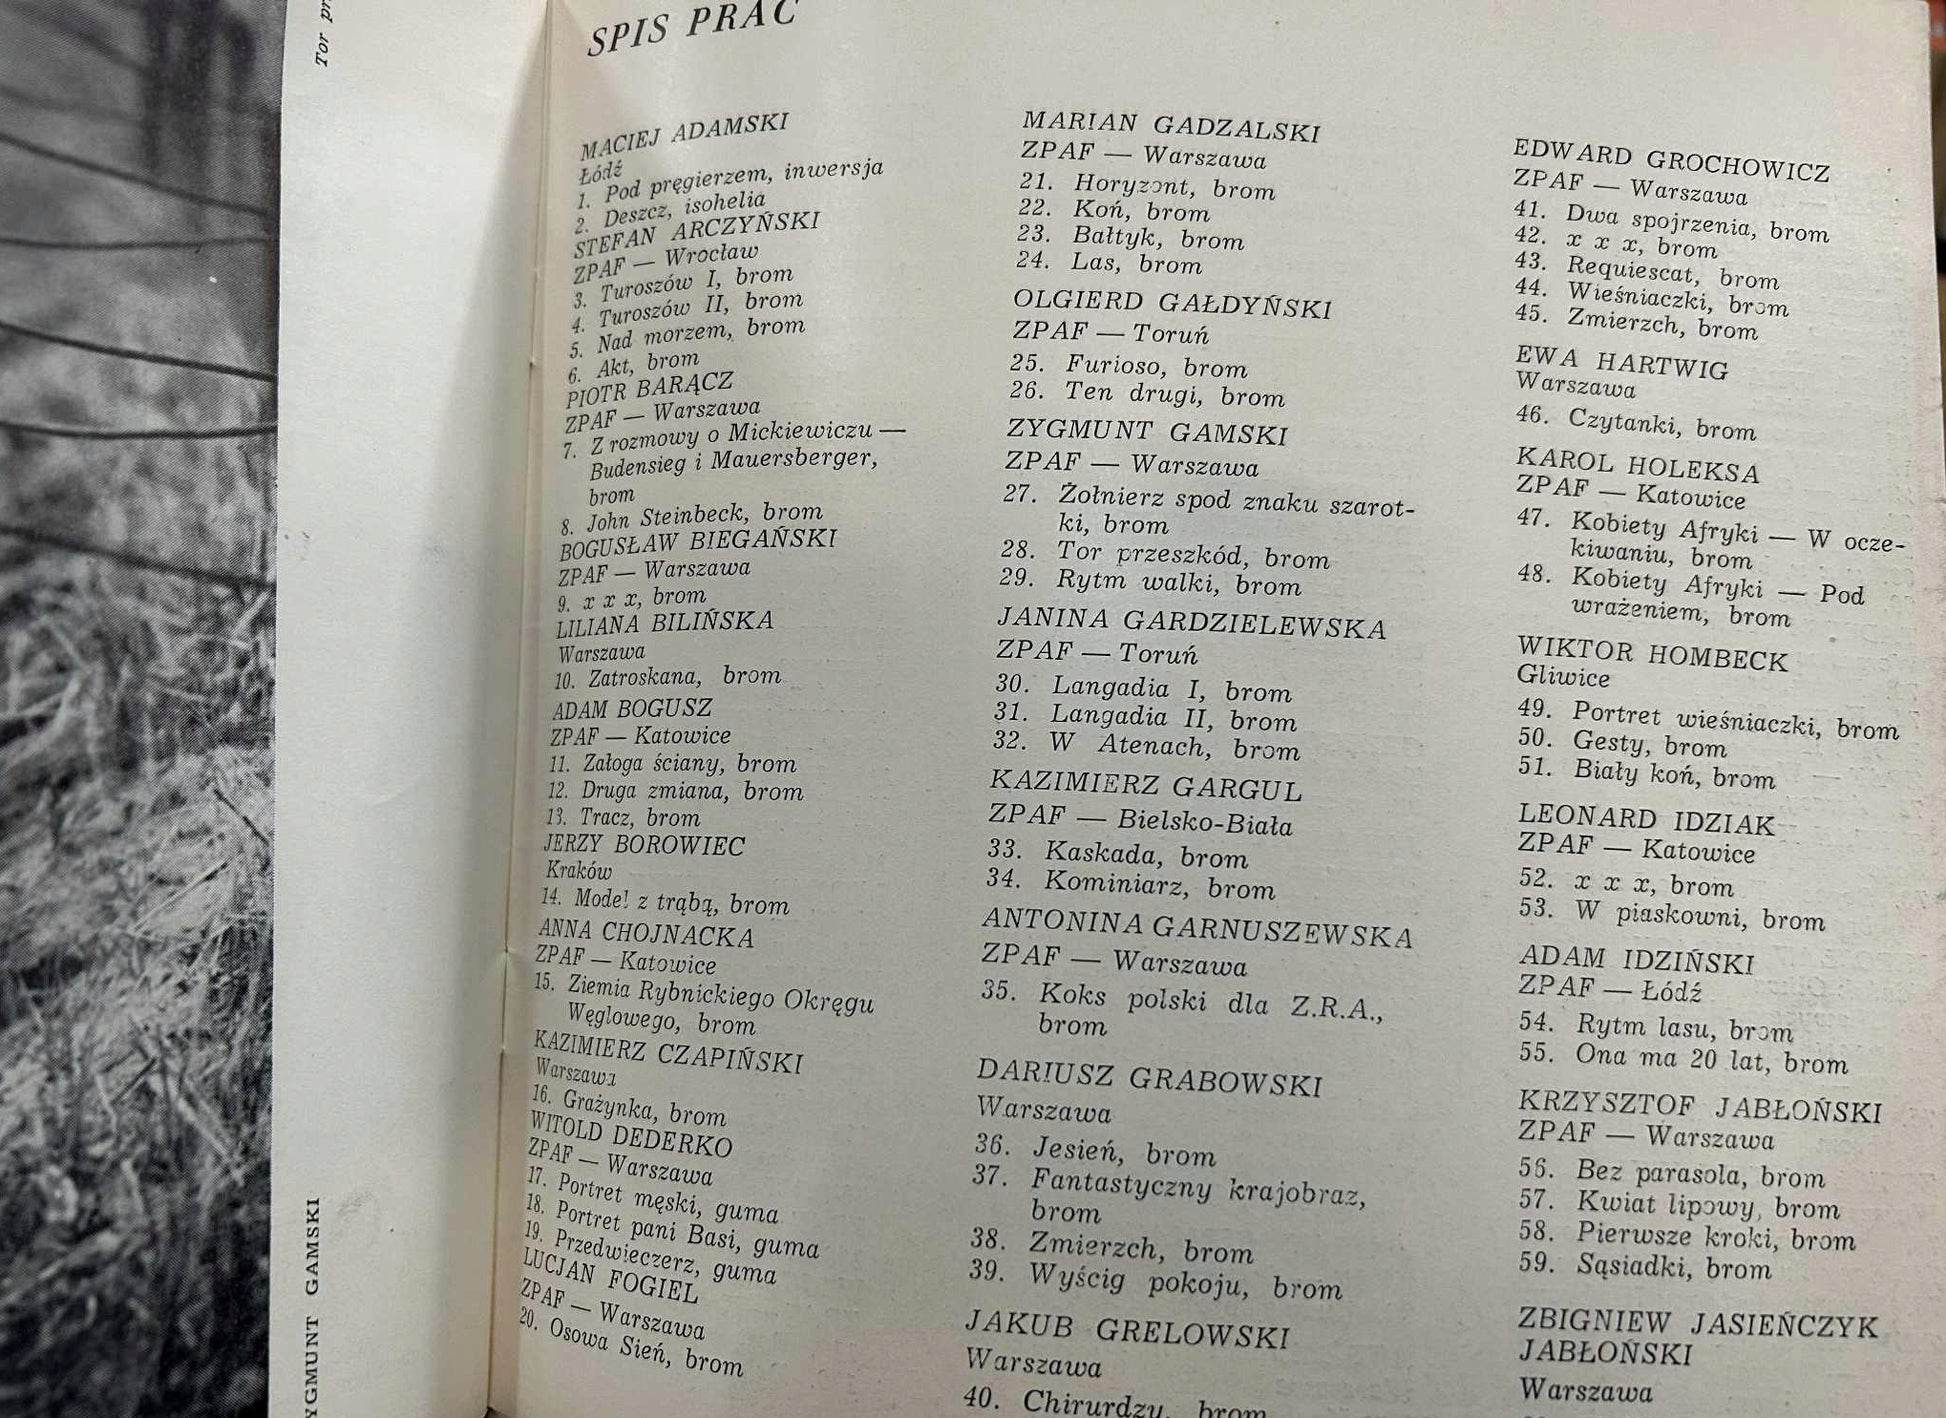 Tor
ZYGMUNT GAMSKI
SPIS PRAC
MACIEJ ADAMSKI
Łódź
1. Pod pręgierzem, inwersja
2. Deszcz, isohelia
STEFAN ARCZYŃSKI
ZPAF — Wrocław
3. Turoszów I, brom
4. Turoszów II, brom
5. Nad morzem, brom
6. Akt, brom
PIOTR BARĄCZ
ZPAF — Warszawa
7. Z rozmowy o Mickiewiczu —
Budensieg i Mauersberger,
brom
8. John Steinbeck, brom
BOGUSŁAW BIEGAŃSKI
ZPAF — Warszawa
9. x x x, brom
LILIANA BILIŃSKA
Warszawa
10. Zatroskana, brom
ADAM BOGUSZ
ZPAF — Katowice
11. Załoga ściany, brom
12. Druga zmiana, brom
13. Tracz, brom
JERZY BOROWIEC
Kraków
14. Model z trąbą, brom
ANNA CHOJNACKA
ZPAF — Katowice
15. Ziemia Rybnickiego Okręgu
Węglowego, brom
KAZIMIERZ CZAPIŃSKI
Warszawa
16. Grażynka, brom
WITOLD DEDERKO
ZPAF — Warszawa
17. Portret męski, guma
18. Portret pani Basi, guma
19. Przedwieczerz, guma
LUCJAN FOGIEL
ZPAF — Warszawa
20. Osowa Sień, brom
MARIAN GADZALSKI
ZPAF — Warszawa
21. Horyzont, brom
22. Koń, brom
23. Bałtyk, brom
24. Las, brom
OLGIERD GAŁDYŃSKI
ZPAF — Toruń
25. Furioso, brom
26. Ten drugi, brom
ZYGMUNT GAMSKI
ZPAF — Warszawa
27. Żołnierz spod znaku szarot-
ki, brom
28. Tor przeszkód, brom
29. Rytm walki, brom
JANINA GARDZIELEWSKA
ZPAF — Toruń
30. Langadia I, brom
31. Langadia II, brom
32. W Atenach, brom
KAZIMIERZ GARGUL
ZPAF — Bielsko-Biała
33. Kaskada, brom
34. Kominiarz, brom
ANTONINA GARNUSZEWSKA
ZPAF — Warszawa
35. Koks polski dla Z.R.A.,
brom
DARIUSZ GRABOWSKI
Warszawa
36. Jesień, brom
37. Fantastyczny krajobraz,
brom
38. Zmierzch, brom
39. Wyścig pokoju, brom
JAKUB GRELOWSKI
Warszawa
40. Chirurdzy, brom
EDWARD GROCHOWICZ
ZPAF — Warszawa
41. Dwa spojrzenia, brom
42. x x x, brom
43. Requiescat, brom
44. Wieśniaczki, brom
45. Zmierzch, brom
EWA HARTWIG
Warszawa
46. Czytanki, brom
KAROL HOLEKSA
ZPAF — Katowice
47. Kobiety Afryki — W ocze-
kiwaniu, brom
48. Kobiety Afryki — Pod
wrażeniem, brom
WIKTOR HOMBECK
Gliwice
49. Portret wieśniaczki, brom
50. Gesty, brom
51. Biały koń, brom
LEONARD IDZIAK
ZPAF — Katowice
52. x x x, brom
53. W piaskowni, brom
ADAM IDZIŃSKI
ZPAF — Łódź
54. Rytm lasu, brom
55. Ona ma 20 lat, brom
KRZYSZTOF JABŁOŃSKI
ZPAF — Warszawa
56. Bez parasola, brom
57. Kwiat lipowy, brom
58. Pierwsze kroki, brom
59. Sąsiadki, brom
ZBIGNIEW JASIEŃCZYK
JABŁOŃSKI
Warszawa